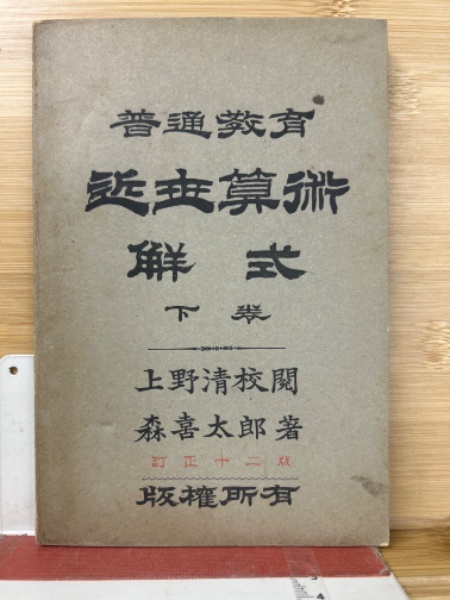 普通教育
近世算術
解式
下卷
上野清校閲
森喜太郎著
訂正十二版
版權所有